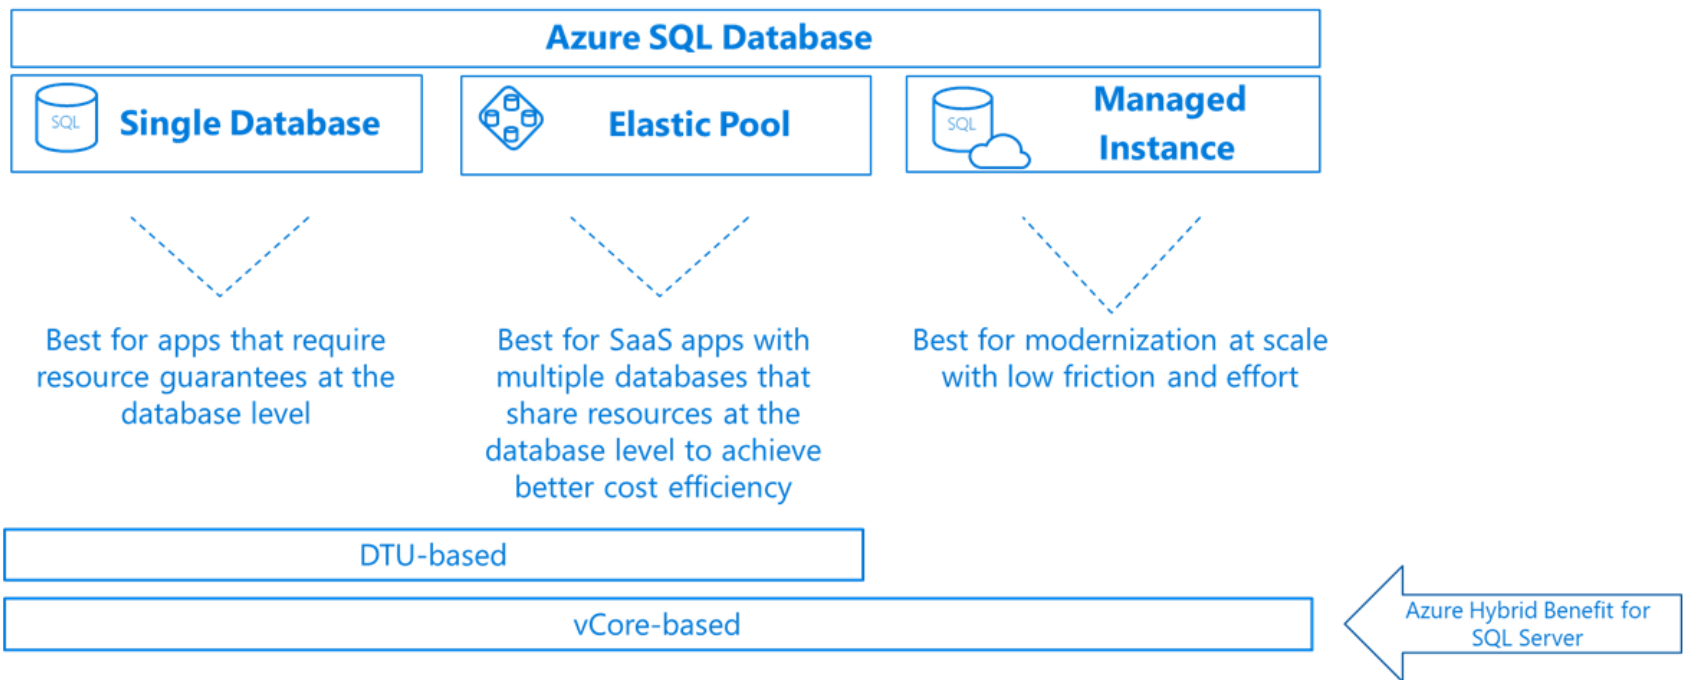 Azure SQL Database
SQL
Single Database
Elastic Pool
SQL
Managed
Instance
Best for apps that require
resource guarantees at the
database level
Best for SaaS apps with
multiple databases that
share resources at the
database level to achieve
better cost efficiency
Best for modernization at scale
with low friction and effort
DTU-based
vCore-based
Azure Hybrid Benefit for
SQL Server